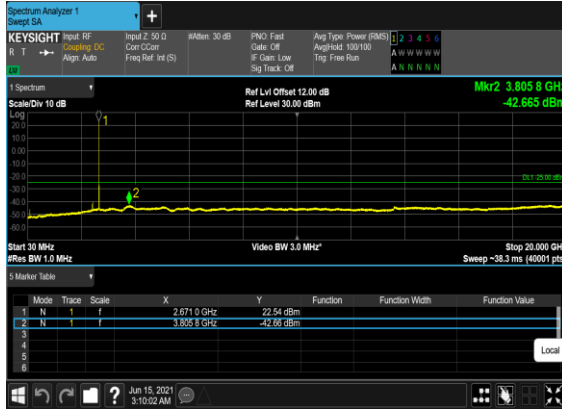 Spectrum Analyzer 1
Swept SA
+
KEYSIGHT Input: RF Input Z: 50 Ω #Atten: 30 dB PNO: Fast Avg Type: Power (RMS) 1 2 3 4 5 6
R T Coupling: DC Corr CCorr Gate: Off Avg|Hold: 100/100 A W W W W W
Align: Auto Freq Ref: Int (S) IF Gain: Low Trig: Free Run A N N N N N
Sig Track: Off
1 Spectrum Ref Lvl Offset 12.00 dB Mkr2 3.805 8 GHz
Scale/Div 10 dB Ref Level 30.00 dBm -42.665 dBm
Log
20.0
10.0
0.00
-10.0
-20.0
-30.0
-40.0
-50.0
1
2
DL1 -25.00 dBm
Start 30 MHz Video BW 3.0 MHz* Stop 20.000 GHz
#Res BW 1.0 MHz Sweep ~38.3 ms (40001 pts)
5 Marker Table
Mode Trace Scale X Y Function Function Width Function Value
1 N 1 f 2.671 0 GHz 22.54 dBm
2 N 1 f 3.805 8 GHz -42.66 dBm
3
4
5
6
Local
? Jun 15, 2021
3:10:02 AM